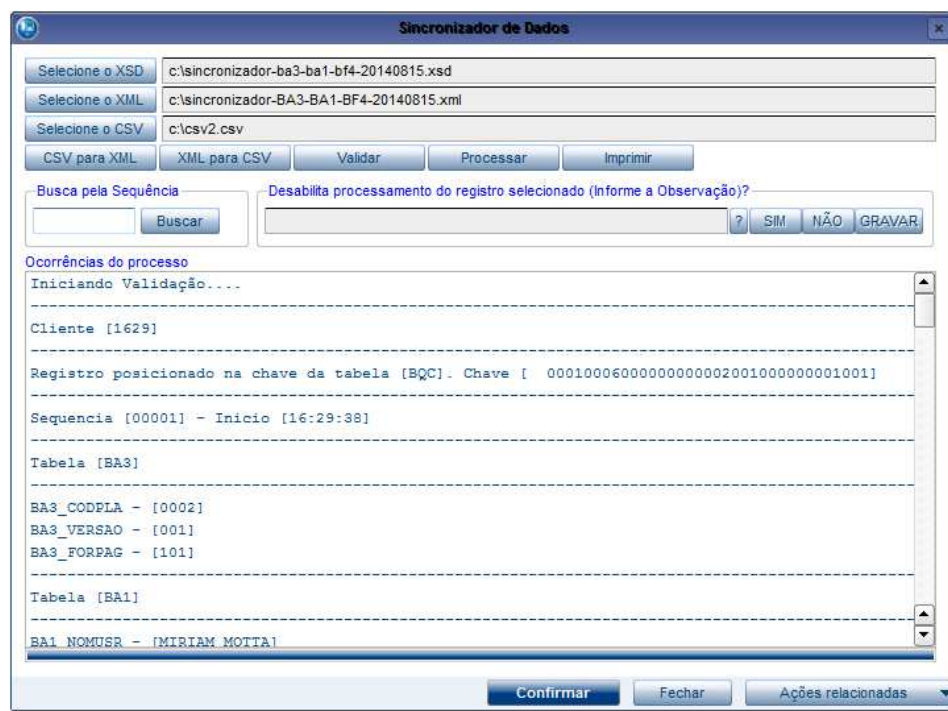 Sincronizador de Dados
Selecione o XSD c:\sincronizador-ba3-ba1-bf4-20140815.xsd
Selecione o XML c:\sincronizador-BA3-BA1-BF4-20140815.xml
Selecione o CSV c:\csv2.csv
CSV para XML XML para CSV Validar Processar Imprimir
Busca pela Sequência Desabilita processamento do registro selecionado (Informe a Observação)?
Buscar ? SIM NÃO GRAVAR
Ocorrências do processo
Iniciando Validação....
Cliente [1629]
Registro posicionado na chave da tabela [BQC]. Chave [  0001000600000000002001000000001001]
Sequencia [00001] - Inicio [16:29:38]
Tabela [BA3]
BA3_CODPLA - [0002]
BA3_VERSAO - [001]
BA3_FORPAG - [101]
Tabela [BA1]
BA1_NOMUSR - [MIRIAM MOTTA]
Confirmar Fechar Ações relacionadas